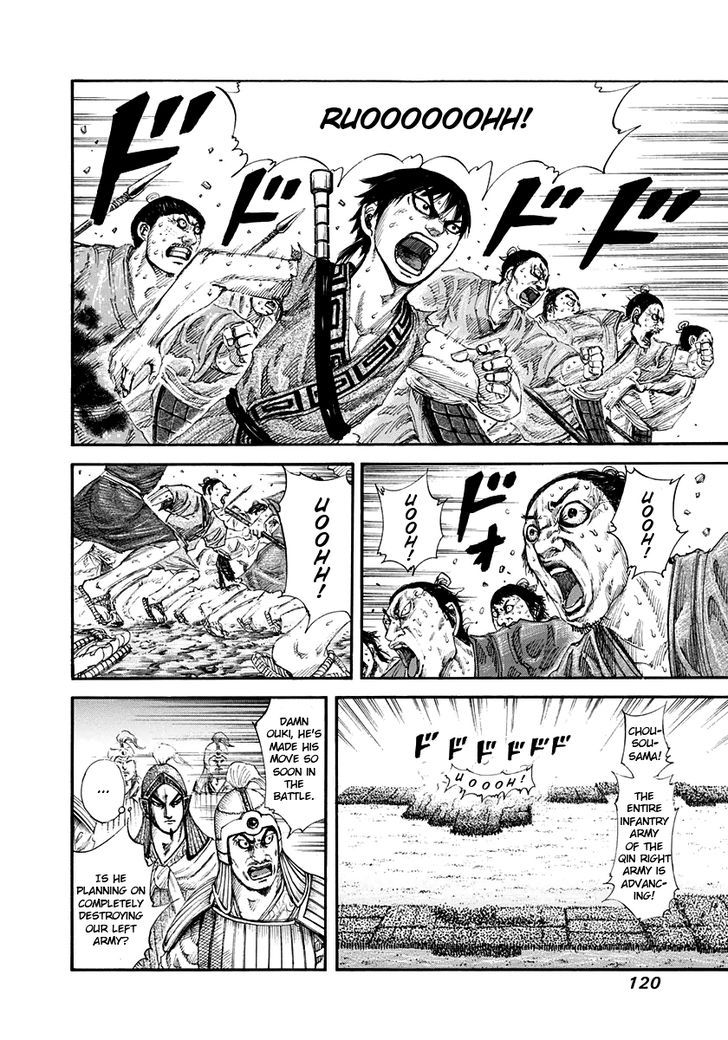 RUOOOOOOHH!
ド
ド
ド
ド
UOOH!
UOOH!
ド
ォ
UOOHH!
CHOU-
SOU-
SAMA!
THE
ENTIRE
INFANTRY
ARMY
OF THE
QIN RIGHT
ARMY IS
ADVANC-
ING!
ドドドドドド
UOOOH!
DAMN
OUKI, HE'S
MADE HIS
MOVE SO
SOON IN
THE
BATTLE.
...
IS HE
PLANNING ON
COMPLETELY
DESTROYING
OUR LEFT
ARMY?
120